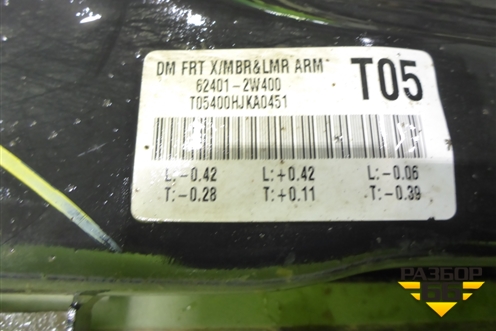 DM FRT X/MBR&LMR ARM
T05
62401-2W400
T05400HJKA0451
L:-0.42 L:+0.42 L:-0.06
T:-0.28 T:+0.11 T:-0.39
РАЗБОР